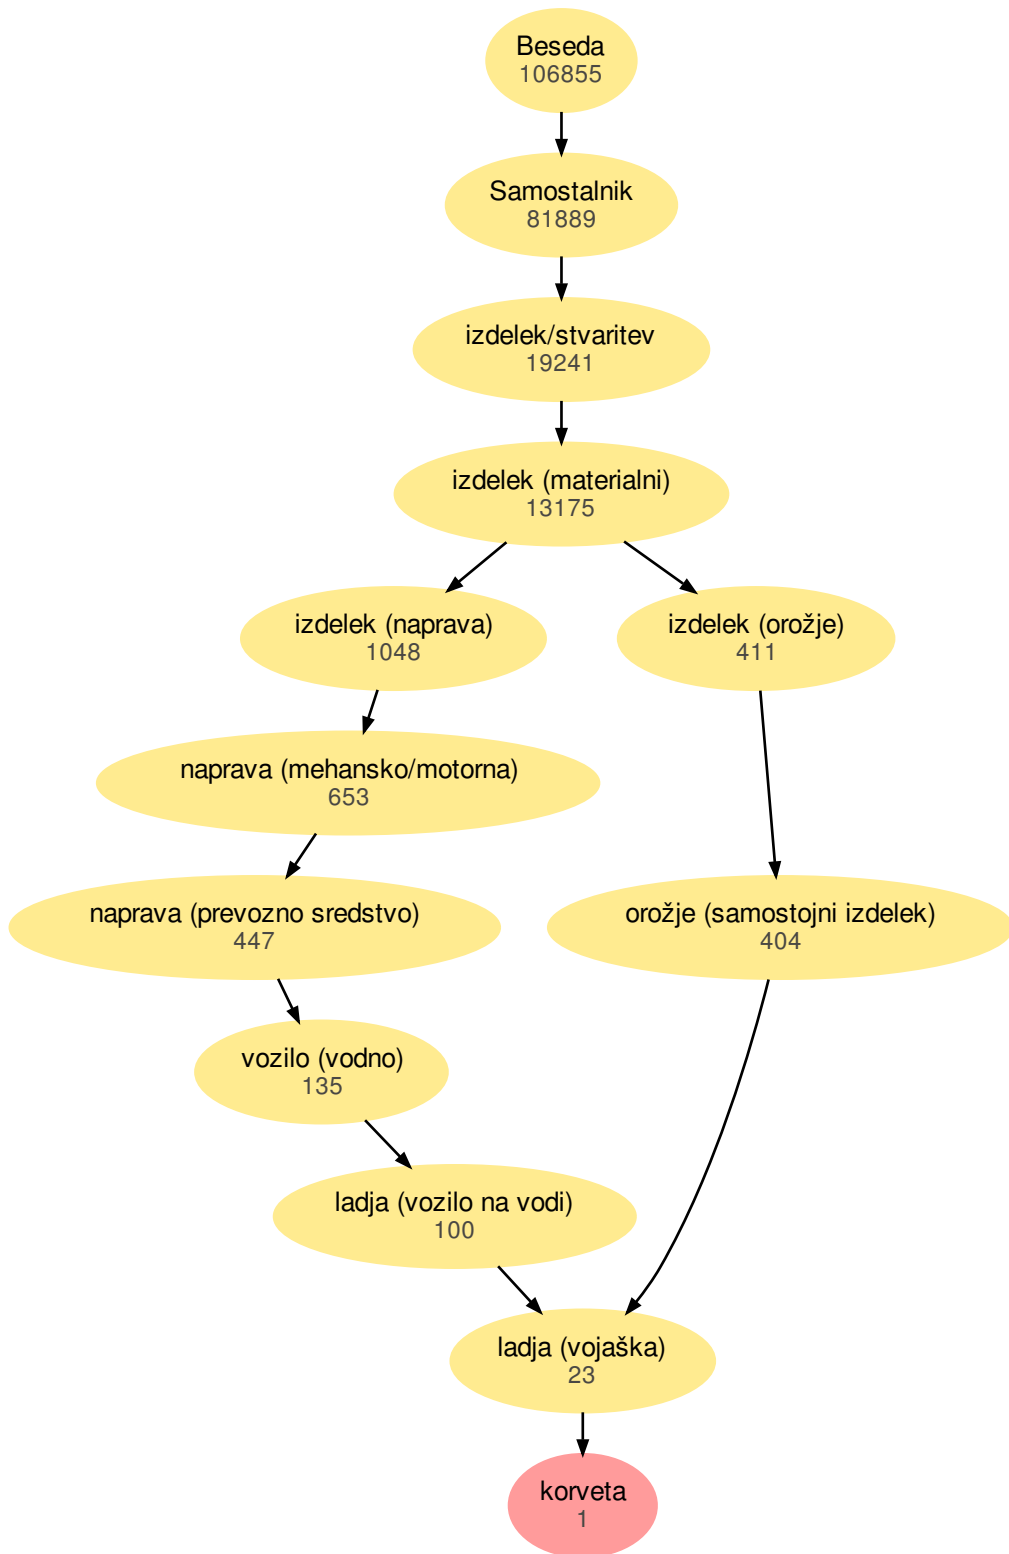 Beseda
106855
Samostalnik
81889
izdelek/stvaritev
19241
izdelek (materialni)
13175
izdelek (naprava)
1048
izdelek (orožje)
411
naprava (mehansko/motorna)
653
naprava (prevozno sredstvo)
447
orožje (samostojni izdelek)
404
vozilo (vodno)
135
ladja (vozilo na vodi)
100
ladja (vojaška)
23
korveta
1